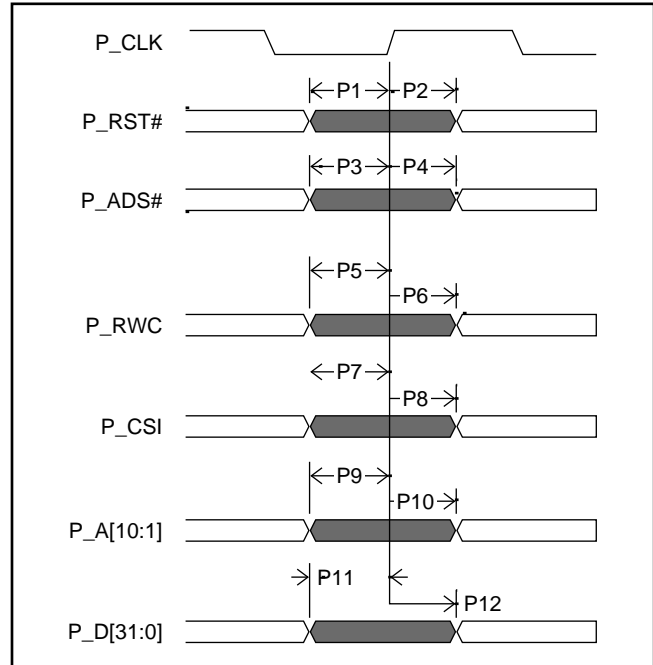 P_CLK
P1 P2
P_RST#
P3 P4
P_ADS#
P5
P6
P_RWC
P7
P8
P_CSI
P9
P10
P_A[10:1]
P11
P12
P_D[31:0]